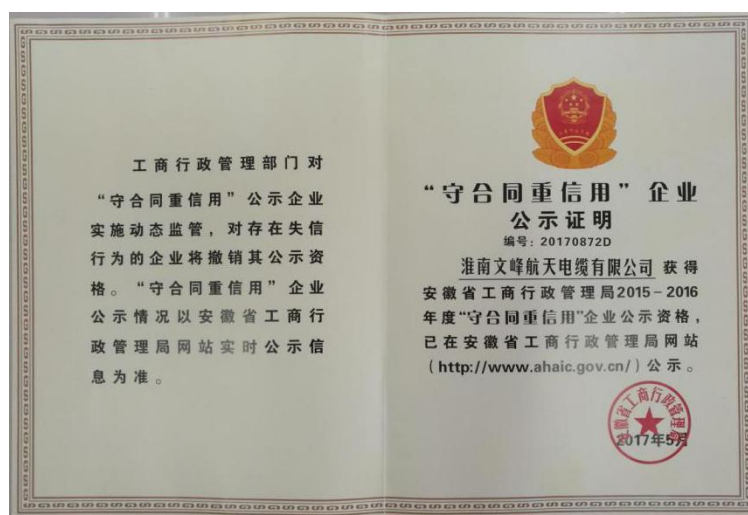 工商行政管理部门对
“守合同重信用”公示企业
实施动态监管，对存在失信
行为的企业将撤销其公示资
格。“守合同重信用”企业
公示情况以安徽省工商行
政管理局网站实时公示信
息为准。
“守合同重信用”企业
公示证明
编号：20170872D
淮南文峰航天电缆有限公司 获得
安徽省工商行政管理局2015－2016
年度“守合同重信用”企业公示资格，
已在安徽省工商行政管理局网站
（http://www.ahaic.gov.cn/）公示。
安徽省工商行政管理局
2017年5月